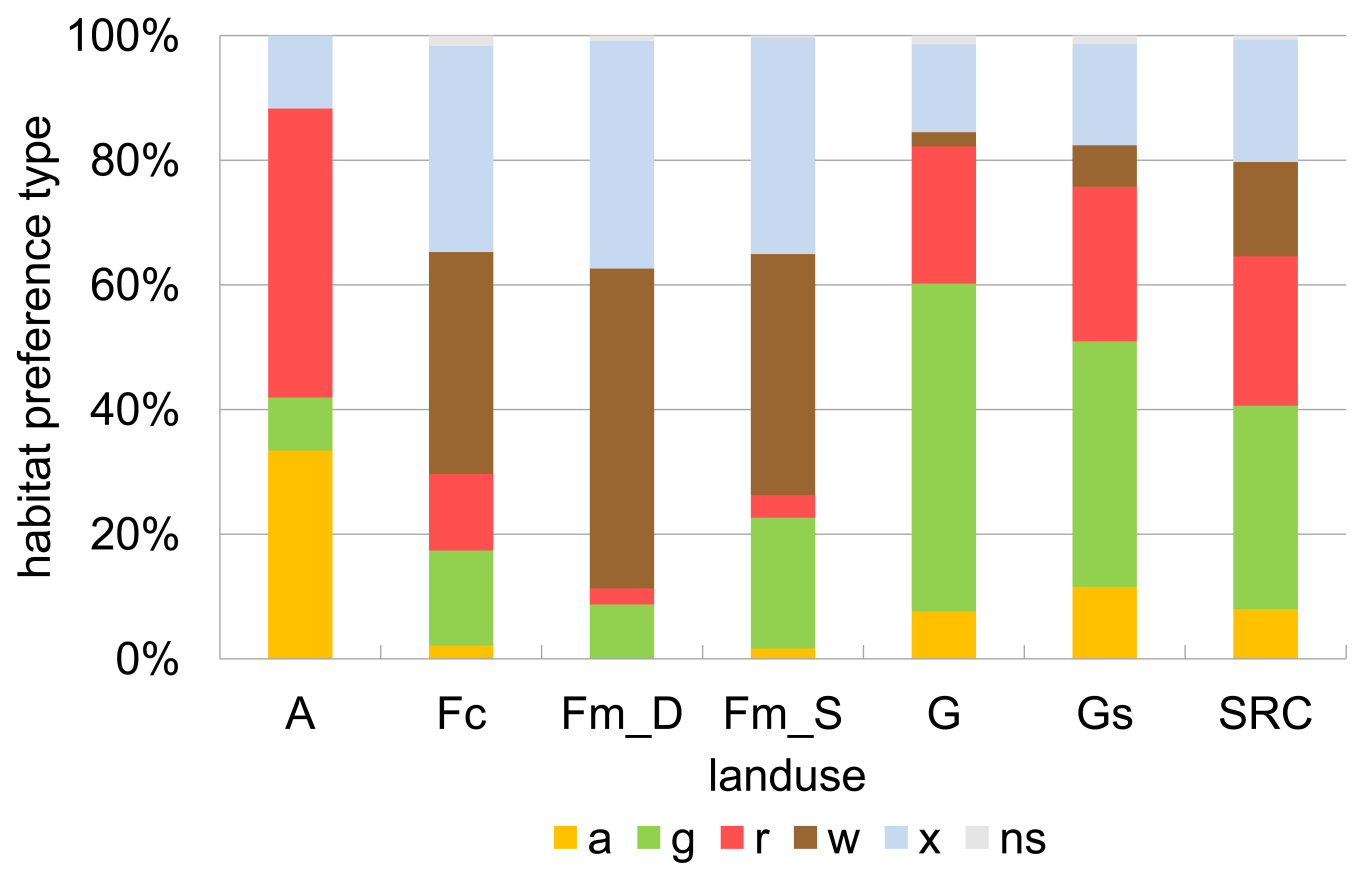 100%
80%
60%
40%
20%
0%
habitat preference type
A Fc Fm_D Fm_S G Gs SRC
landuse
a g r w x ns